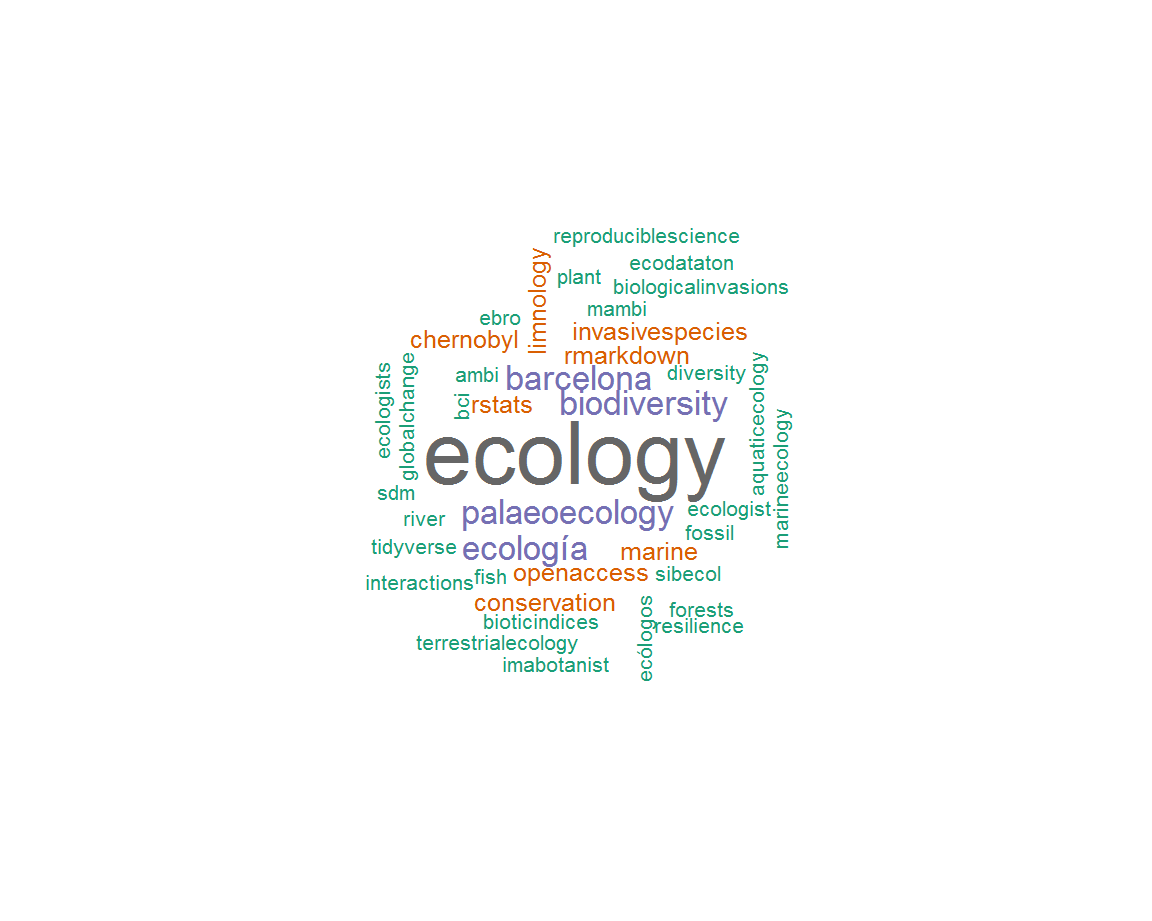 reproduciblescience
ecodataton
plant
biologicalinvasions
limnology
mambi
ebro
invasivespecies
chernobyl
rmarkdown
ecologists
globalchange
ambi
barcelona
diversity
aquaticecology
bci
rstats
biodiversity
marineecology
ecology
sdm
river
palaeoecology
ecologist
fossil
tidyverse
ecología
marine
interactions
fish
openaccess
sibecol
conservation
ecólogos
forests
bioticindices
resilience
terrestrialecology
imabotanist